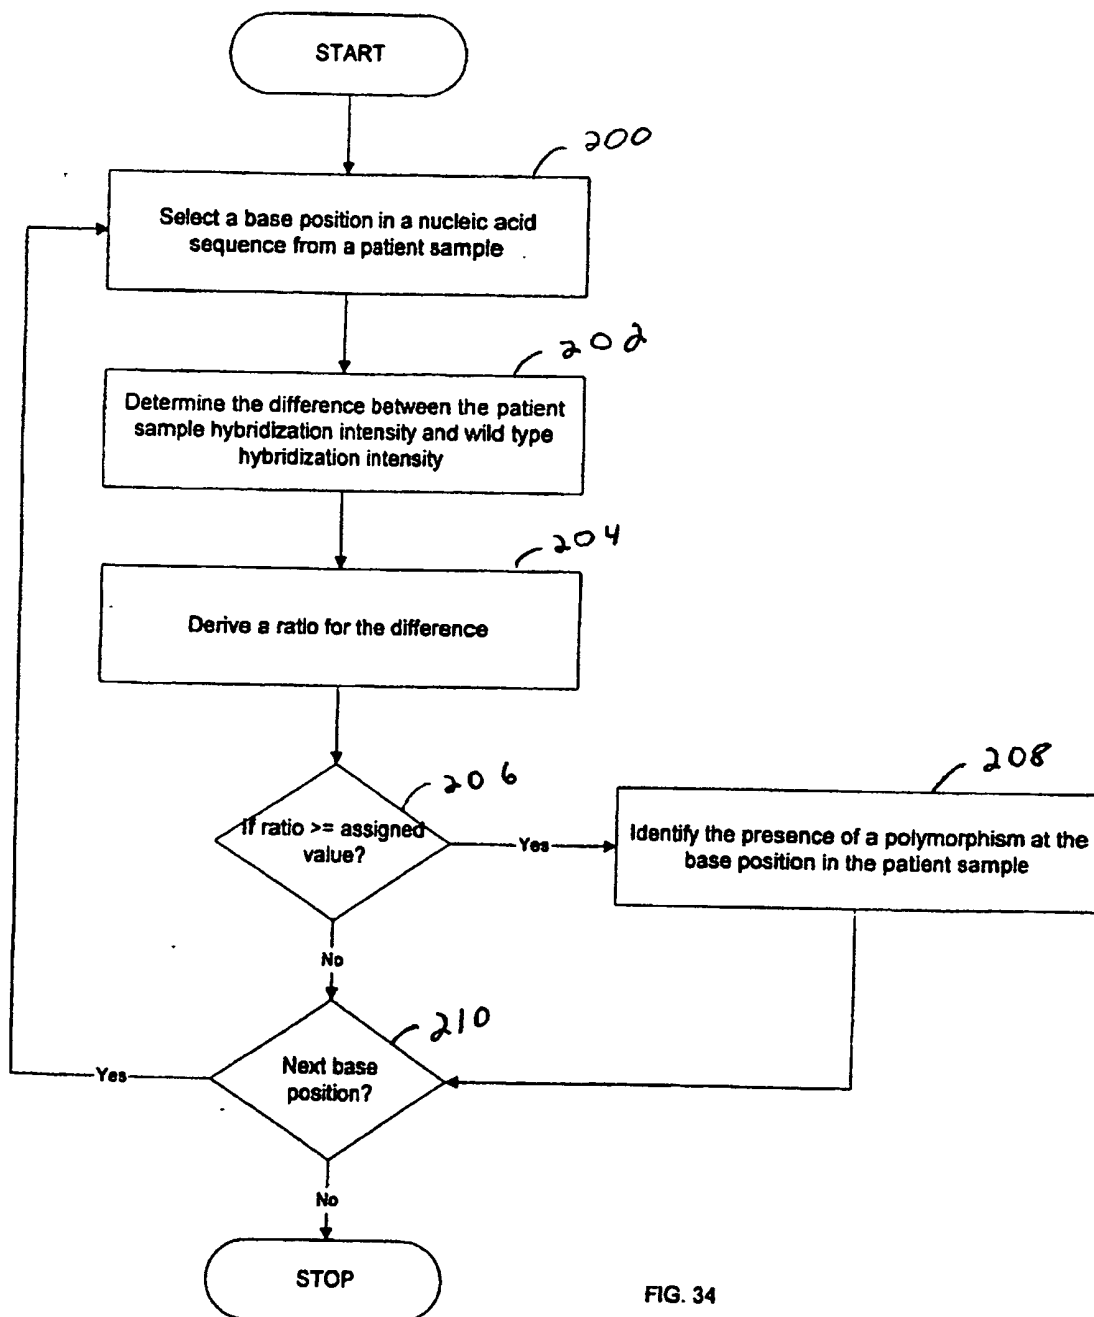 START
200
Select a base position in a nucleic acid
sequence from a patient sample
202
Determine the difference between the patient
sample hybridization intensity and wild type
hybridization intensity
204
Derive a ratio for the difference
206
If ratio >= assigned
value?
Yes
208
Identify the presence of a polymorphism at the
base position in the patient sample
No
210
Next base
position?
Yes
No
STOP
FIG. 34